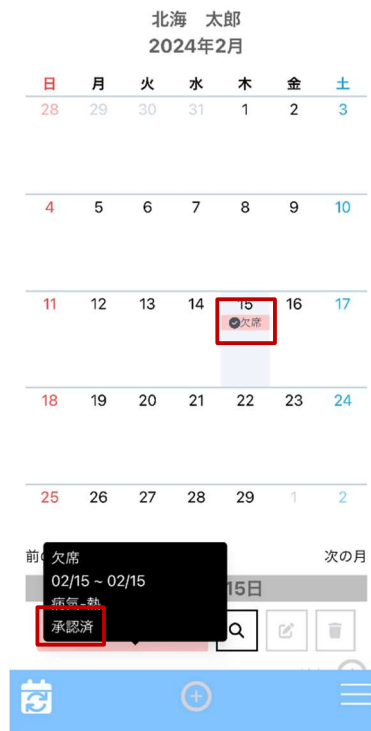 北海 太郎
2024年2月
日 月 火 水 木 金 土
28 29 30 31 1 2 3
4 5 6 7 8 9 10
11 12 13 14 15 16 17
欠席
18 19 20 21 22 23 24
25 26 27 28 29 1 2
前 次の月
欠席
02/15 ~ 02/15
15日
病気-熱
承認済